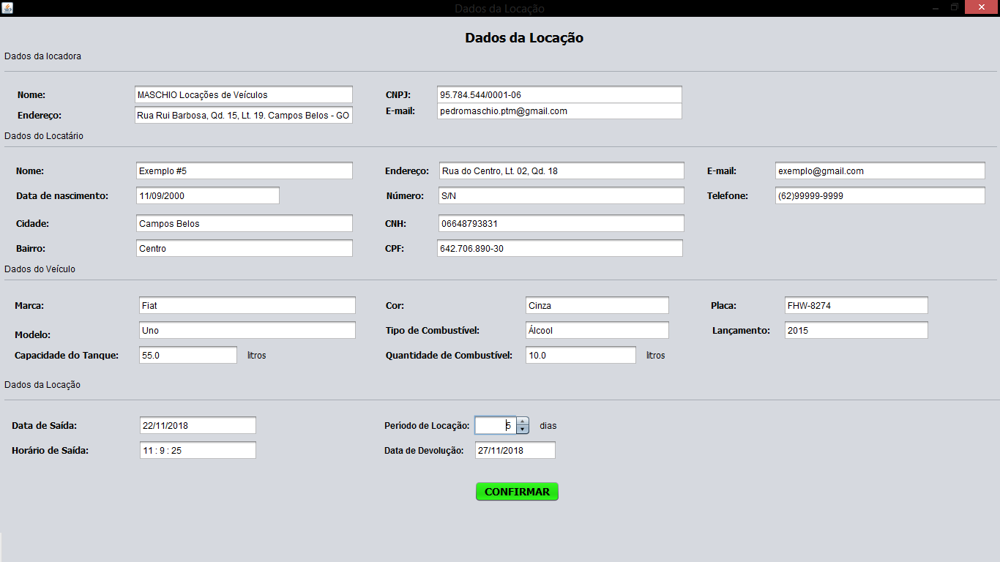 Dados da Locação
Dados da Locação
Dados da locadora
Nome: MASCHIO Locações de Veículos CNPJ: 95.784.544/0001-06
Endereço: Rua Rui Barbosa, Qd. 15, Lt. 19. Campos Belos - GO E-mail: pedromaschio.ptm@gmail.com
Dados do Locatário
Nome: Exemplo #5 Endereço: Rua do Centro, Lt. 02, Qd. 18 E-mail: exemplo@gmail.com
Data de nascimento: 11/09/2000 Número: S/N Telefone: (62)99999-9999
Cidade: Campos Belos CNH: 06648793831
Bairro: Centro CPF: 642.706.890-30
Dados do Veículo
Marca: Fiat Cor: Cinza Placa: FHW-8274
Modelo: Uno Tipo de Combustível: Álcool Lançamento: 2015
Capacidade do Tanque: 55.0 litros Quantidade de Combustível: 10.0 litros
Dados da Locação
Data de Saída: 22/11/2018 Período de Locação: 5 dias
Horário de Saída: 11 : 9 : 25 Data de Devolução: 27/11/2018
CONFIRMAR